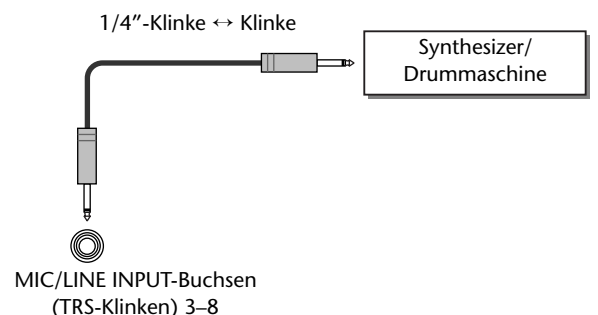 1/4"-Klinke ↔ Klinke
Synthesizer/
Drummaschine
MIC/LINE INPUT-Buchsen
(TRS-Klinken) 3–8